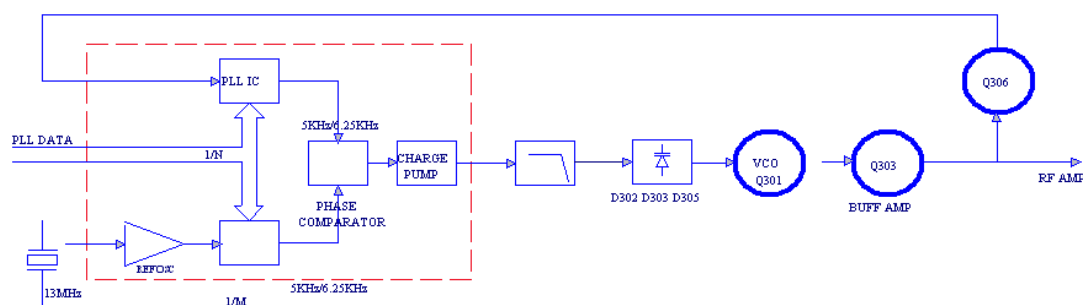 PLL IC
Q306
5KHz/6.25KHz
PLL DATA
1/N
CHARGE
PUMP
VCO
Q301
Q303
RF AMP
D302 D303 D305
BUFF AMP
PHASE
COMPARATOR
REFOSC
13MHz
5KHz/6.25KHz
1/M